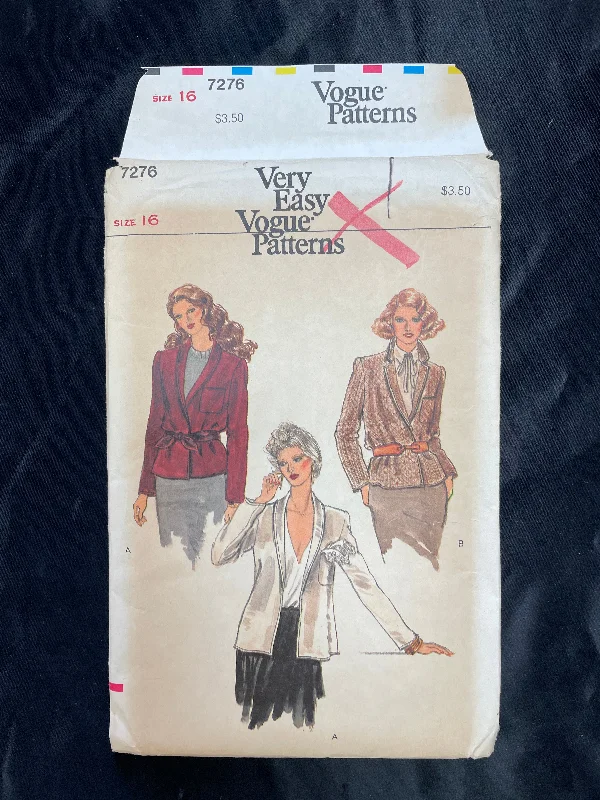 7276
SIZE 16
Vogue®
Patterns
$3.50
7276
Very
Easy
Vogue®
Patterns
$3.50
SIZE 16
A
B
A